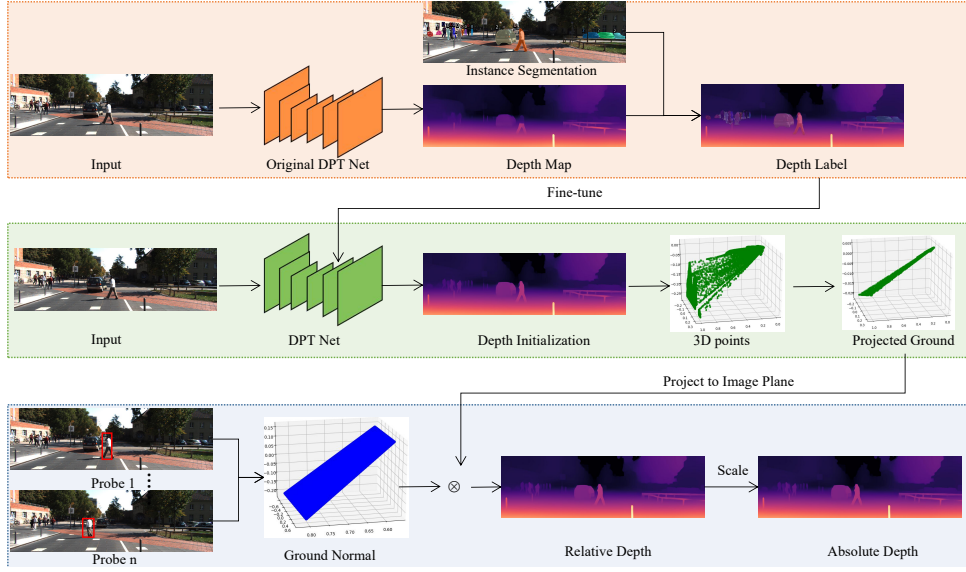 Instance Segmentation
Input
Original DPT Net
Depth Map
Depth Label
Fine-tune
Input
DPT Net
Depth Initialization
3D points
Projected Ground
Project to Image Plane
Probe 1
Probe n
Ground Normal
Scale
Relative Depth
Absolute Depth